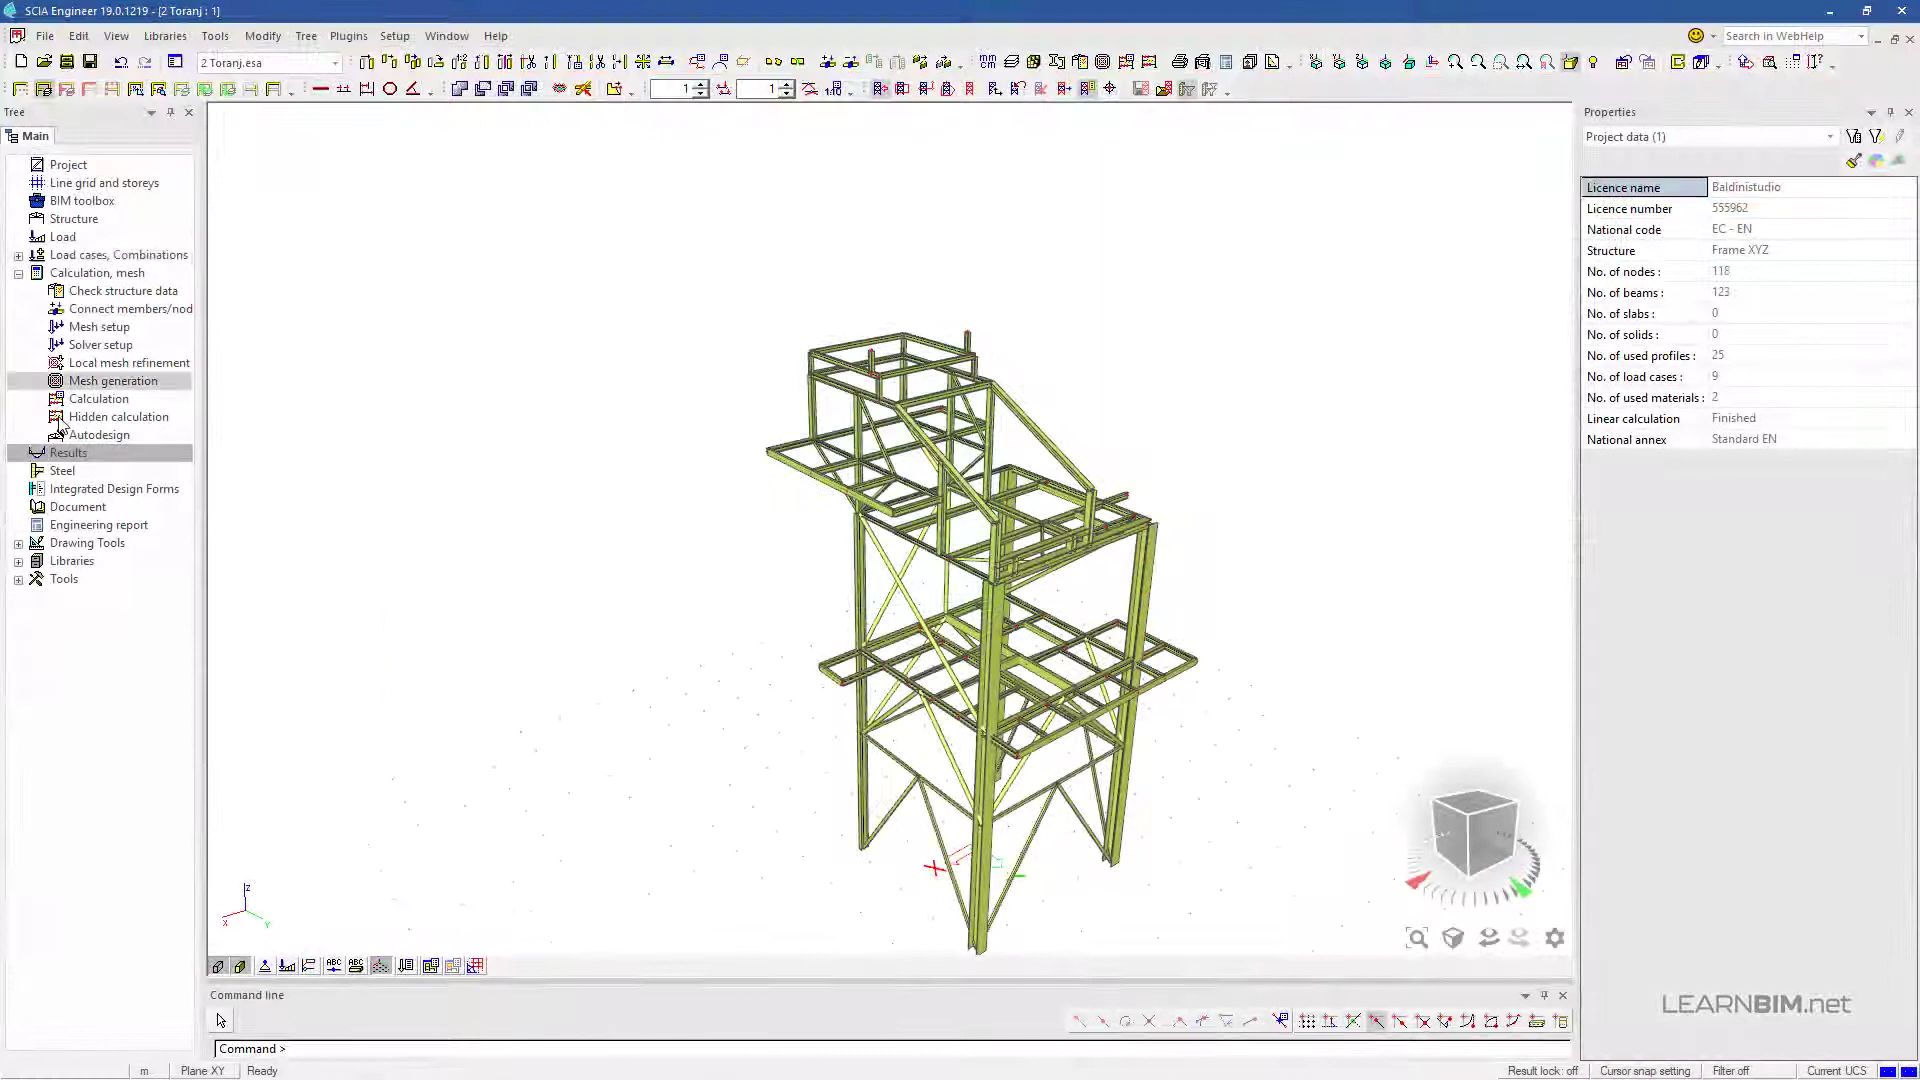 SCIA Engineer 19.0.1219 - [2 Toranj : 1]
File Edit View Libraries Tools Modify Tree Plugins Setup Window Help
Search in WebHelp
2 Toranj.esa
1
1
Tree
Main
Project
Line grid and storeys
BIM toolbox
Structure
Load
Load cases, Combinations
Calculation, mesh
Check structure data
Connect members/nod
Mesh setup
Solver setup
Local mesh refinement
Mesh generation
Calculation
Hidden calculation
Autodesign
Results
Steel
Integrated Design Forms
Document
Engineering report
Drawing Tools
Libraries
Tools
Properties
Project data (1)
Licence name Baldinistudio
Licence number 555962
National code EC - EN
Structure Frame XYZ
No. of nodes : 118
No. of beams : 123
No. of slabs : 0
No. of solids : 0
No. of used profiles : 25
No. of load cases : 9
No. of used materials : 2
Linear calculation Finished
National annex Standard EN
Z
X
Y
X
ABC ABC
Command line
Command >
LEARNBIM.net
m Plane XY Ready
Result lock: off Cursor snap setting Filter off Current UCS